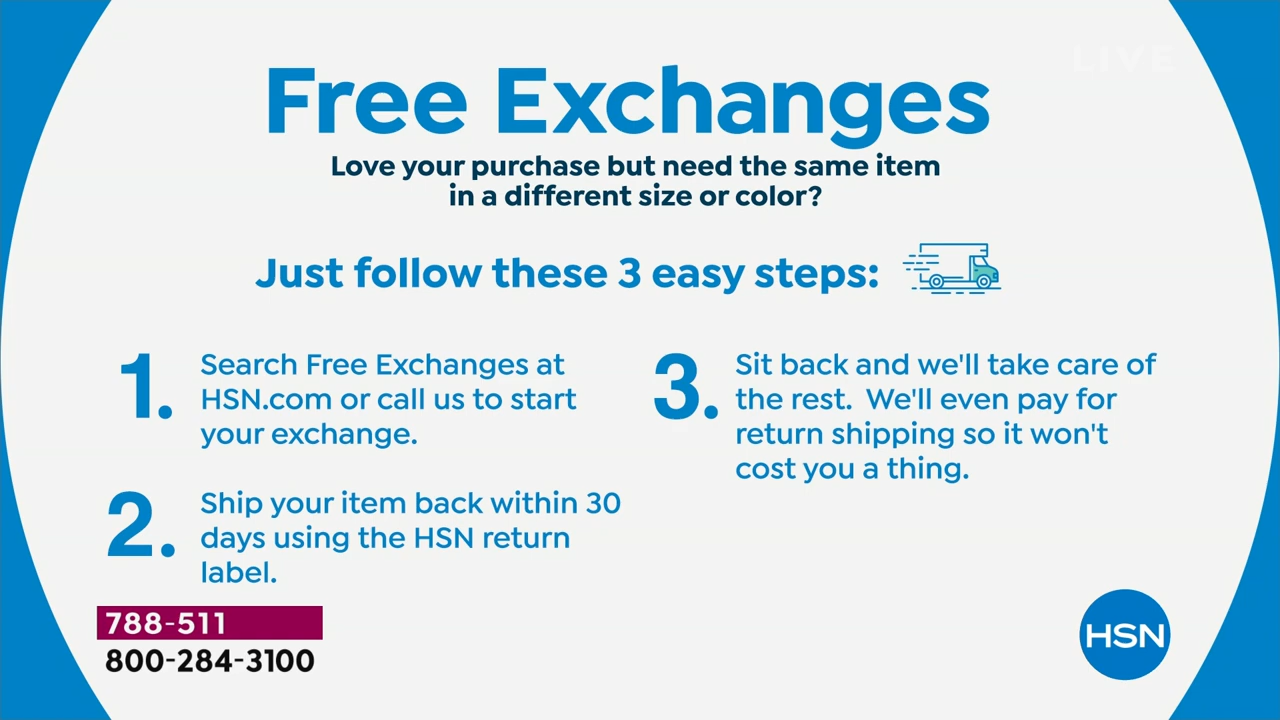 LIVE
Free Exchanges
Love your purchase but need the same item
in a different size or color?
Just follow these 3 easy steps:
1. Search Free Exchanges at
HSN.com or call us to start
your exchange.
2. Ship your item back within 30
days using the HSN return
label.
3. Sit back and we'll take care of
the rest. We'll even pay for
return shipping so it won't
cost you a thing.
788-511
800-284-3100
HSN